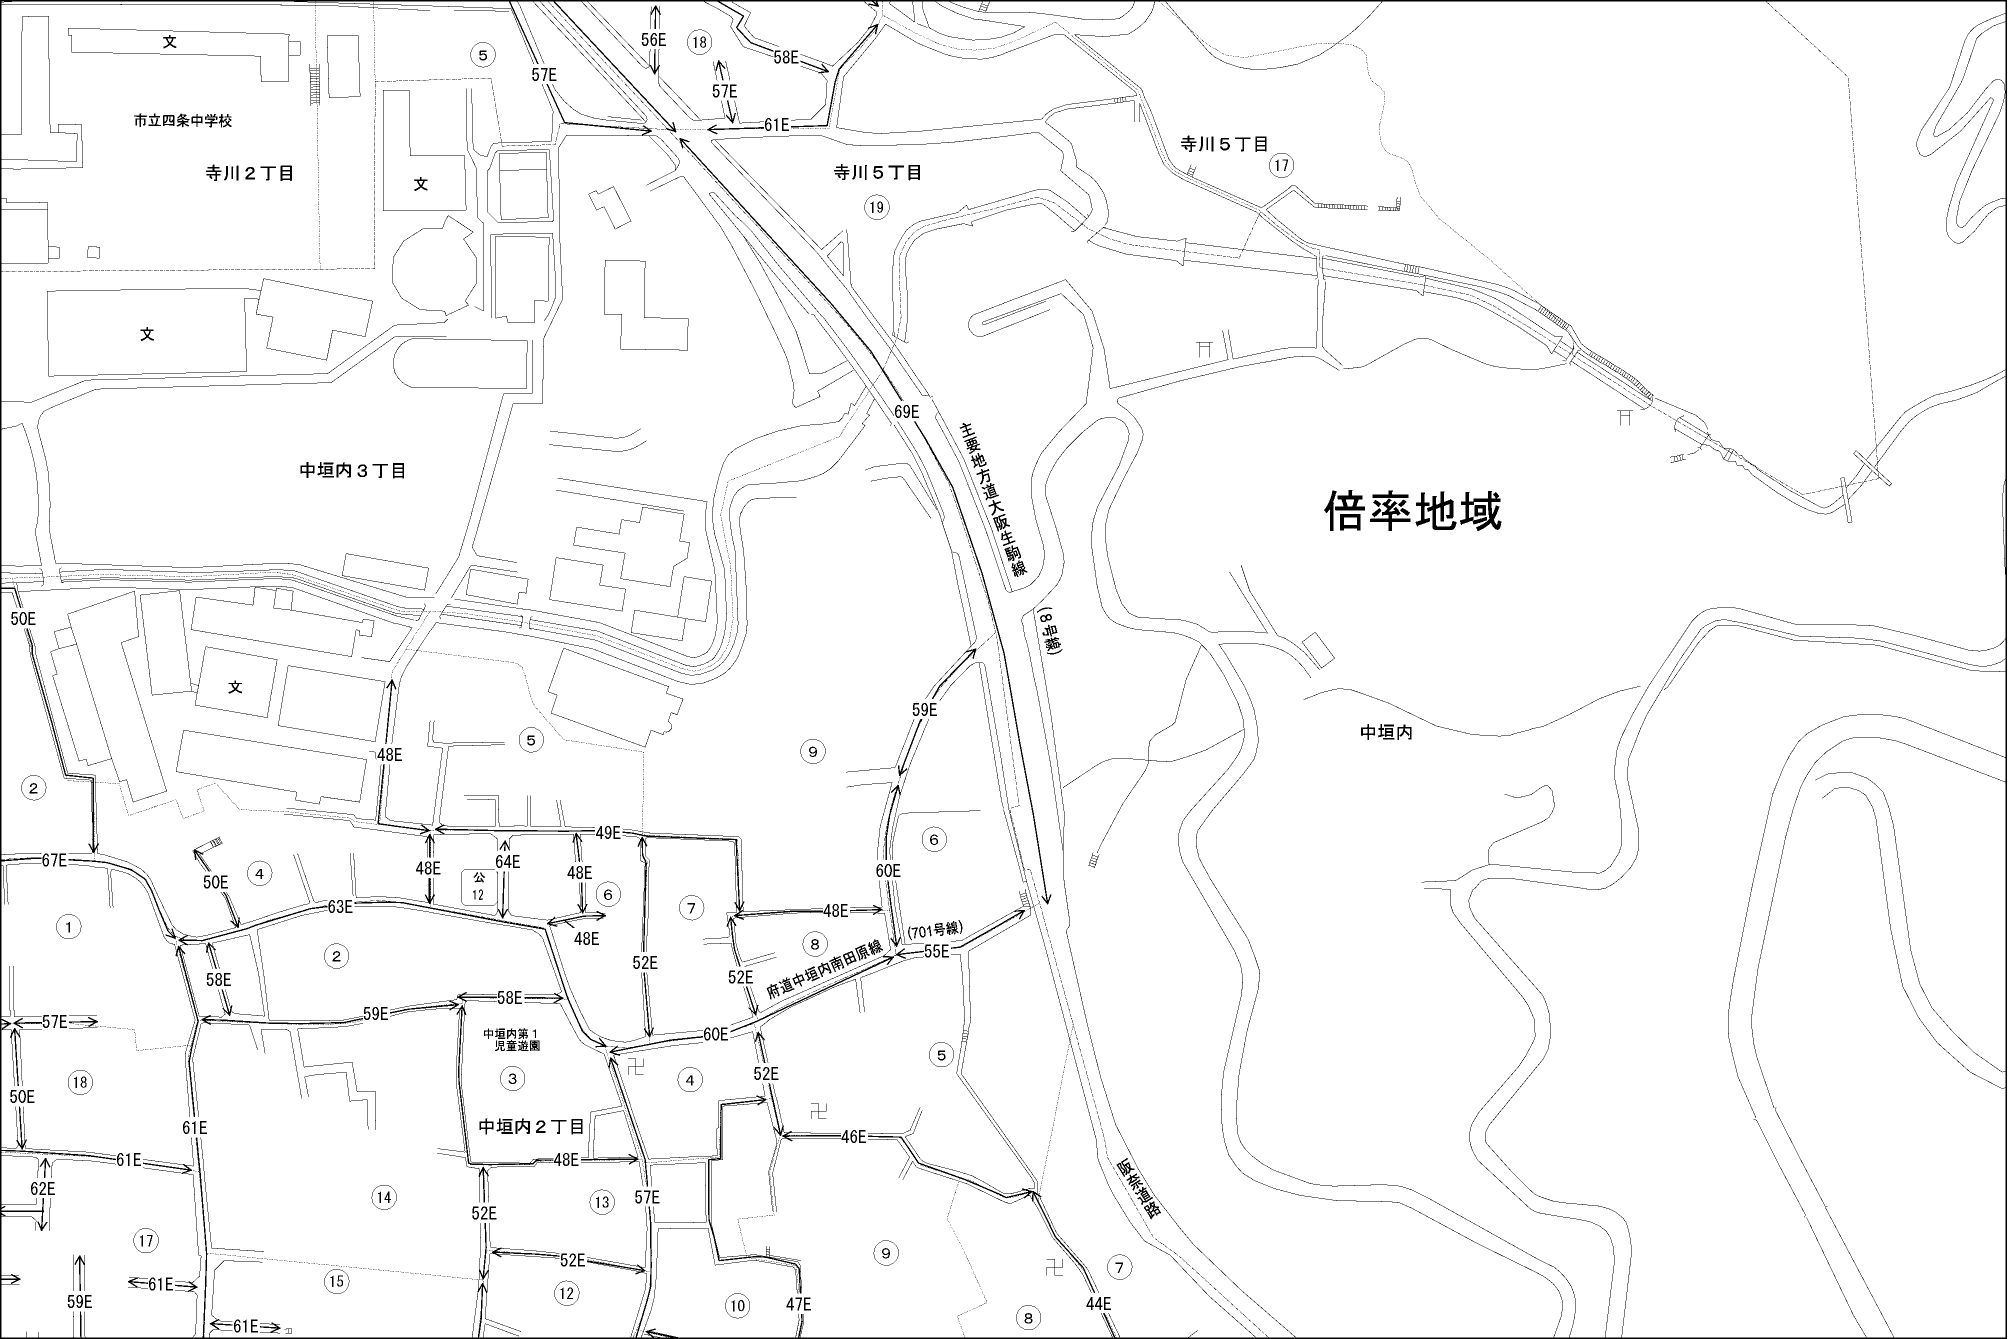 56E
18
58E
文
5
57E
57E
61E
市立四条中学校
寺川５丁目
17
寺川２丁目
文
寺川５丁目
19
文
69E
主要地方道大阪生駒線
中垣内３丁目
倍率地域
50E
(8号線)
文
59E
中垣内
5
9
48E
2
49E
6
67E
4
48E
64E
48E
60E
50E
公
12
6
63E
7
48E
1
48E
8
(701号線)
2
52E
55E
58E
52E
府道中垣内南田原線
58E
59E
57E
中垣内第１
児童遊園
60E
5
3
4
52E
18
50E
61E
中垣内２丁目
46E
61E
48E
阪奈道路
62E
14
13
57E
52E
17
9
52E
7
61E
15
12
59E
10
47E
44E
8
61E